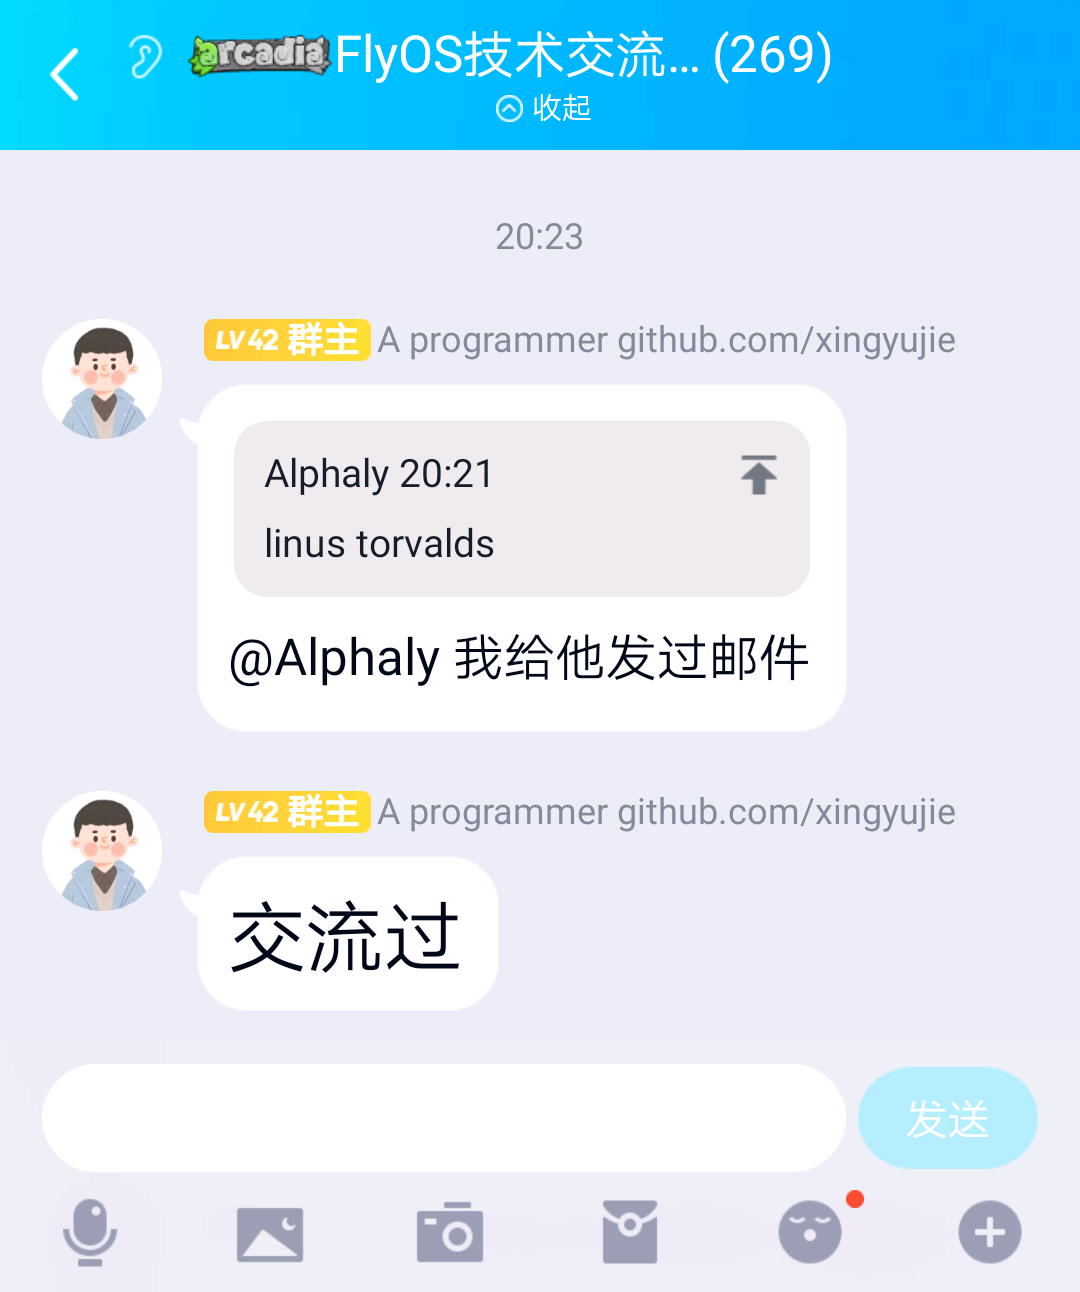 arcadia FlyOS技术交流... (269)
收起
20:23
LV42 群主 A programmer github.com/xingyujie
Alphaly 20:21
linus torvalds
@Alphaly 我给他发过邮件
LV42 群主 A programmer github.com/xingyujie
交流过
发送